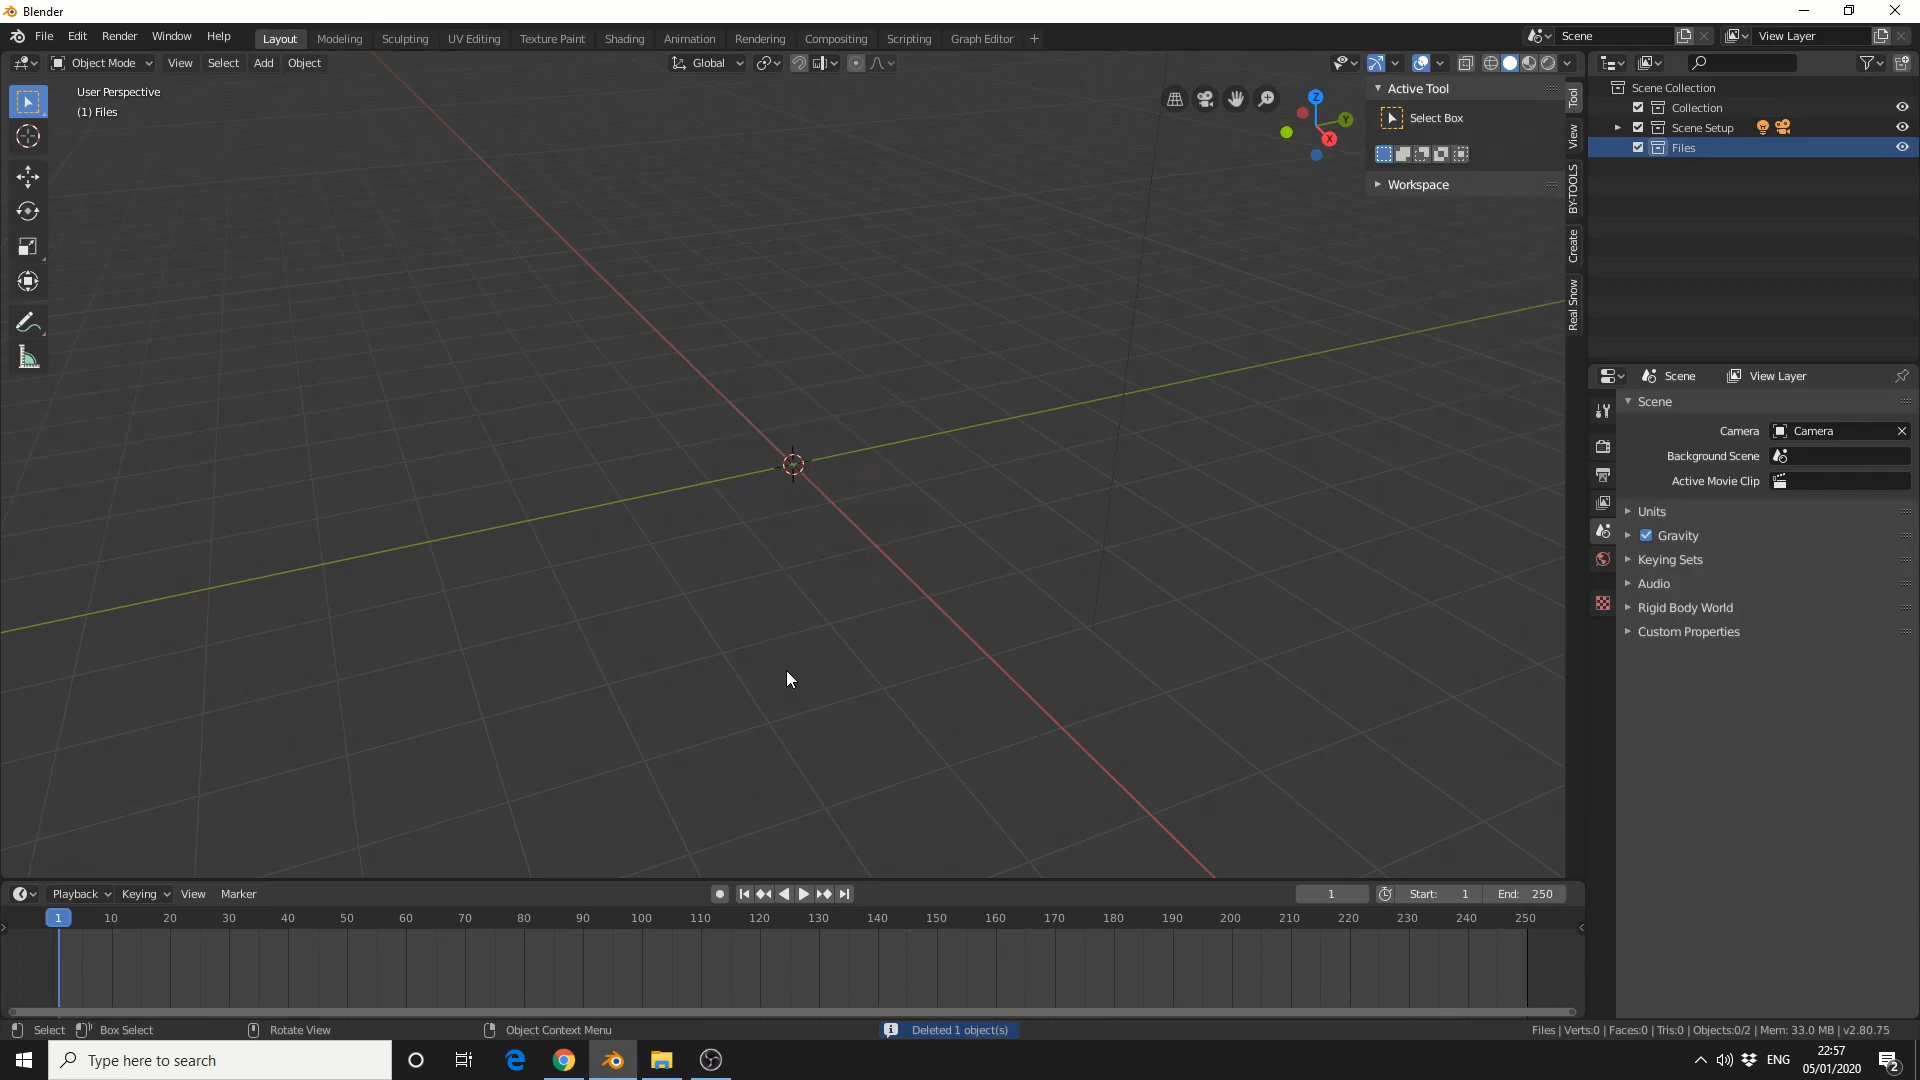 Blender
File Edit Render Window Help Layout Modeling Sculpting UV Editing Texture Paint Shading Animation Rendering Compositing Scripting Graph Editor + Scene View Layer
Object Mode View Select Add Object Global
User Perspective
(1) Files
Z
Y
X
Active Tool
Select Box
Workspace
Tool
View
BY-TOOLS
Create
Real Snow
Scene Collection
Collection
Scene Setup
Files
Scene View Layer
Scene
Camera Camera
Background Scene
Active Movie Clip
Units
Gravity
Keying Sets
Audio
Rigid Body World
Custom Properties
Playback Keying View Marker 1 Start: 1 End: 250
1 10 20 30 40 50 60 70 80 90 100 110 120 130 140 150 160 170 180 190 200 210 220 230 240 250
Select Box Select Rotate View Object Context Menu Deleted 1 object(s) Files | Verts:0 | Faces:0 | Tris:0 | Objects:0/2 | Mem: 33.0 MB | v2.80.75
Type here to search ENG 22:57
05/01/2020
2